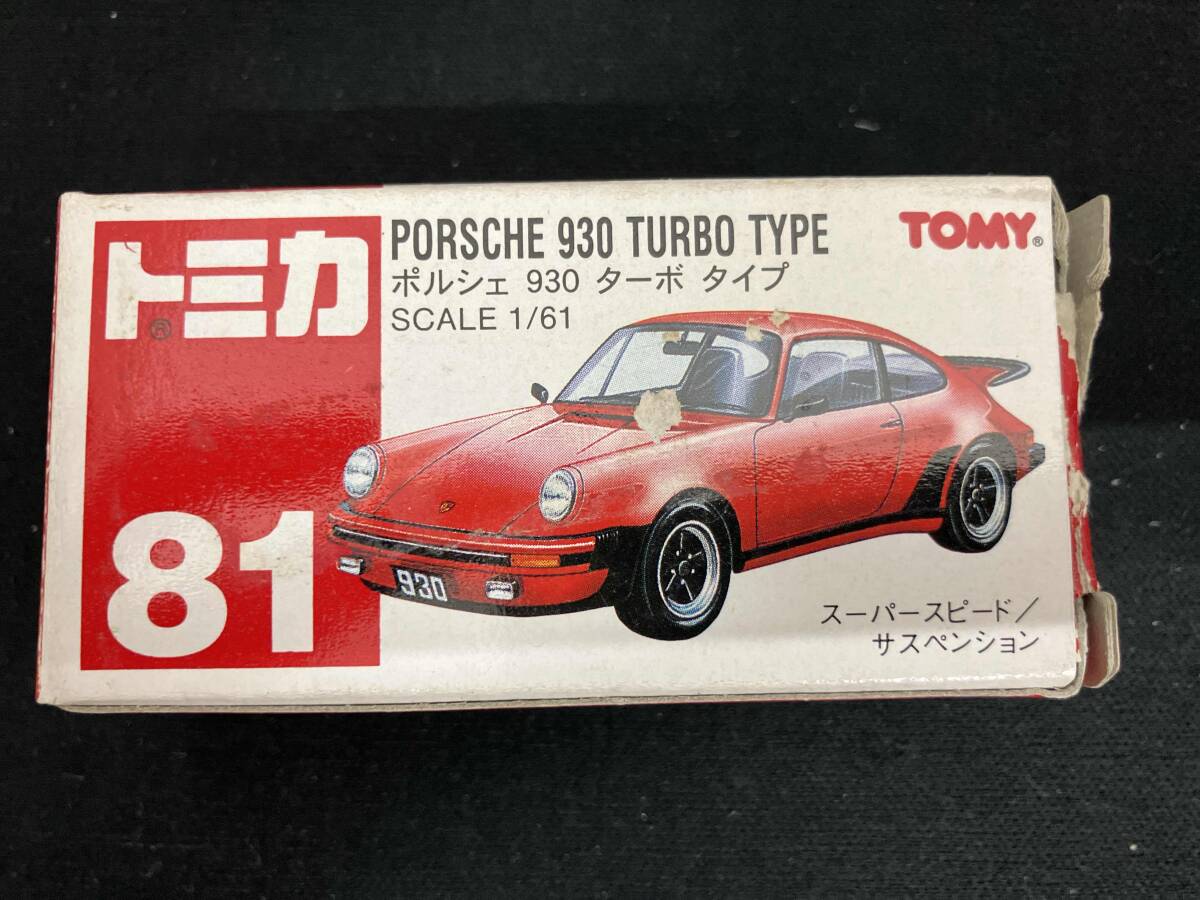 トミカ®
81
PORSCHE 930 TURBO TYPE
ポルシェ 930 ターボ タイプ
SCALE 1/61
TOMY®
930
スーパースピード/
サスペンション